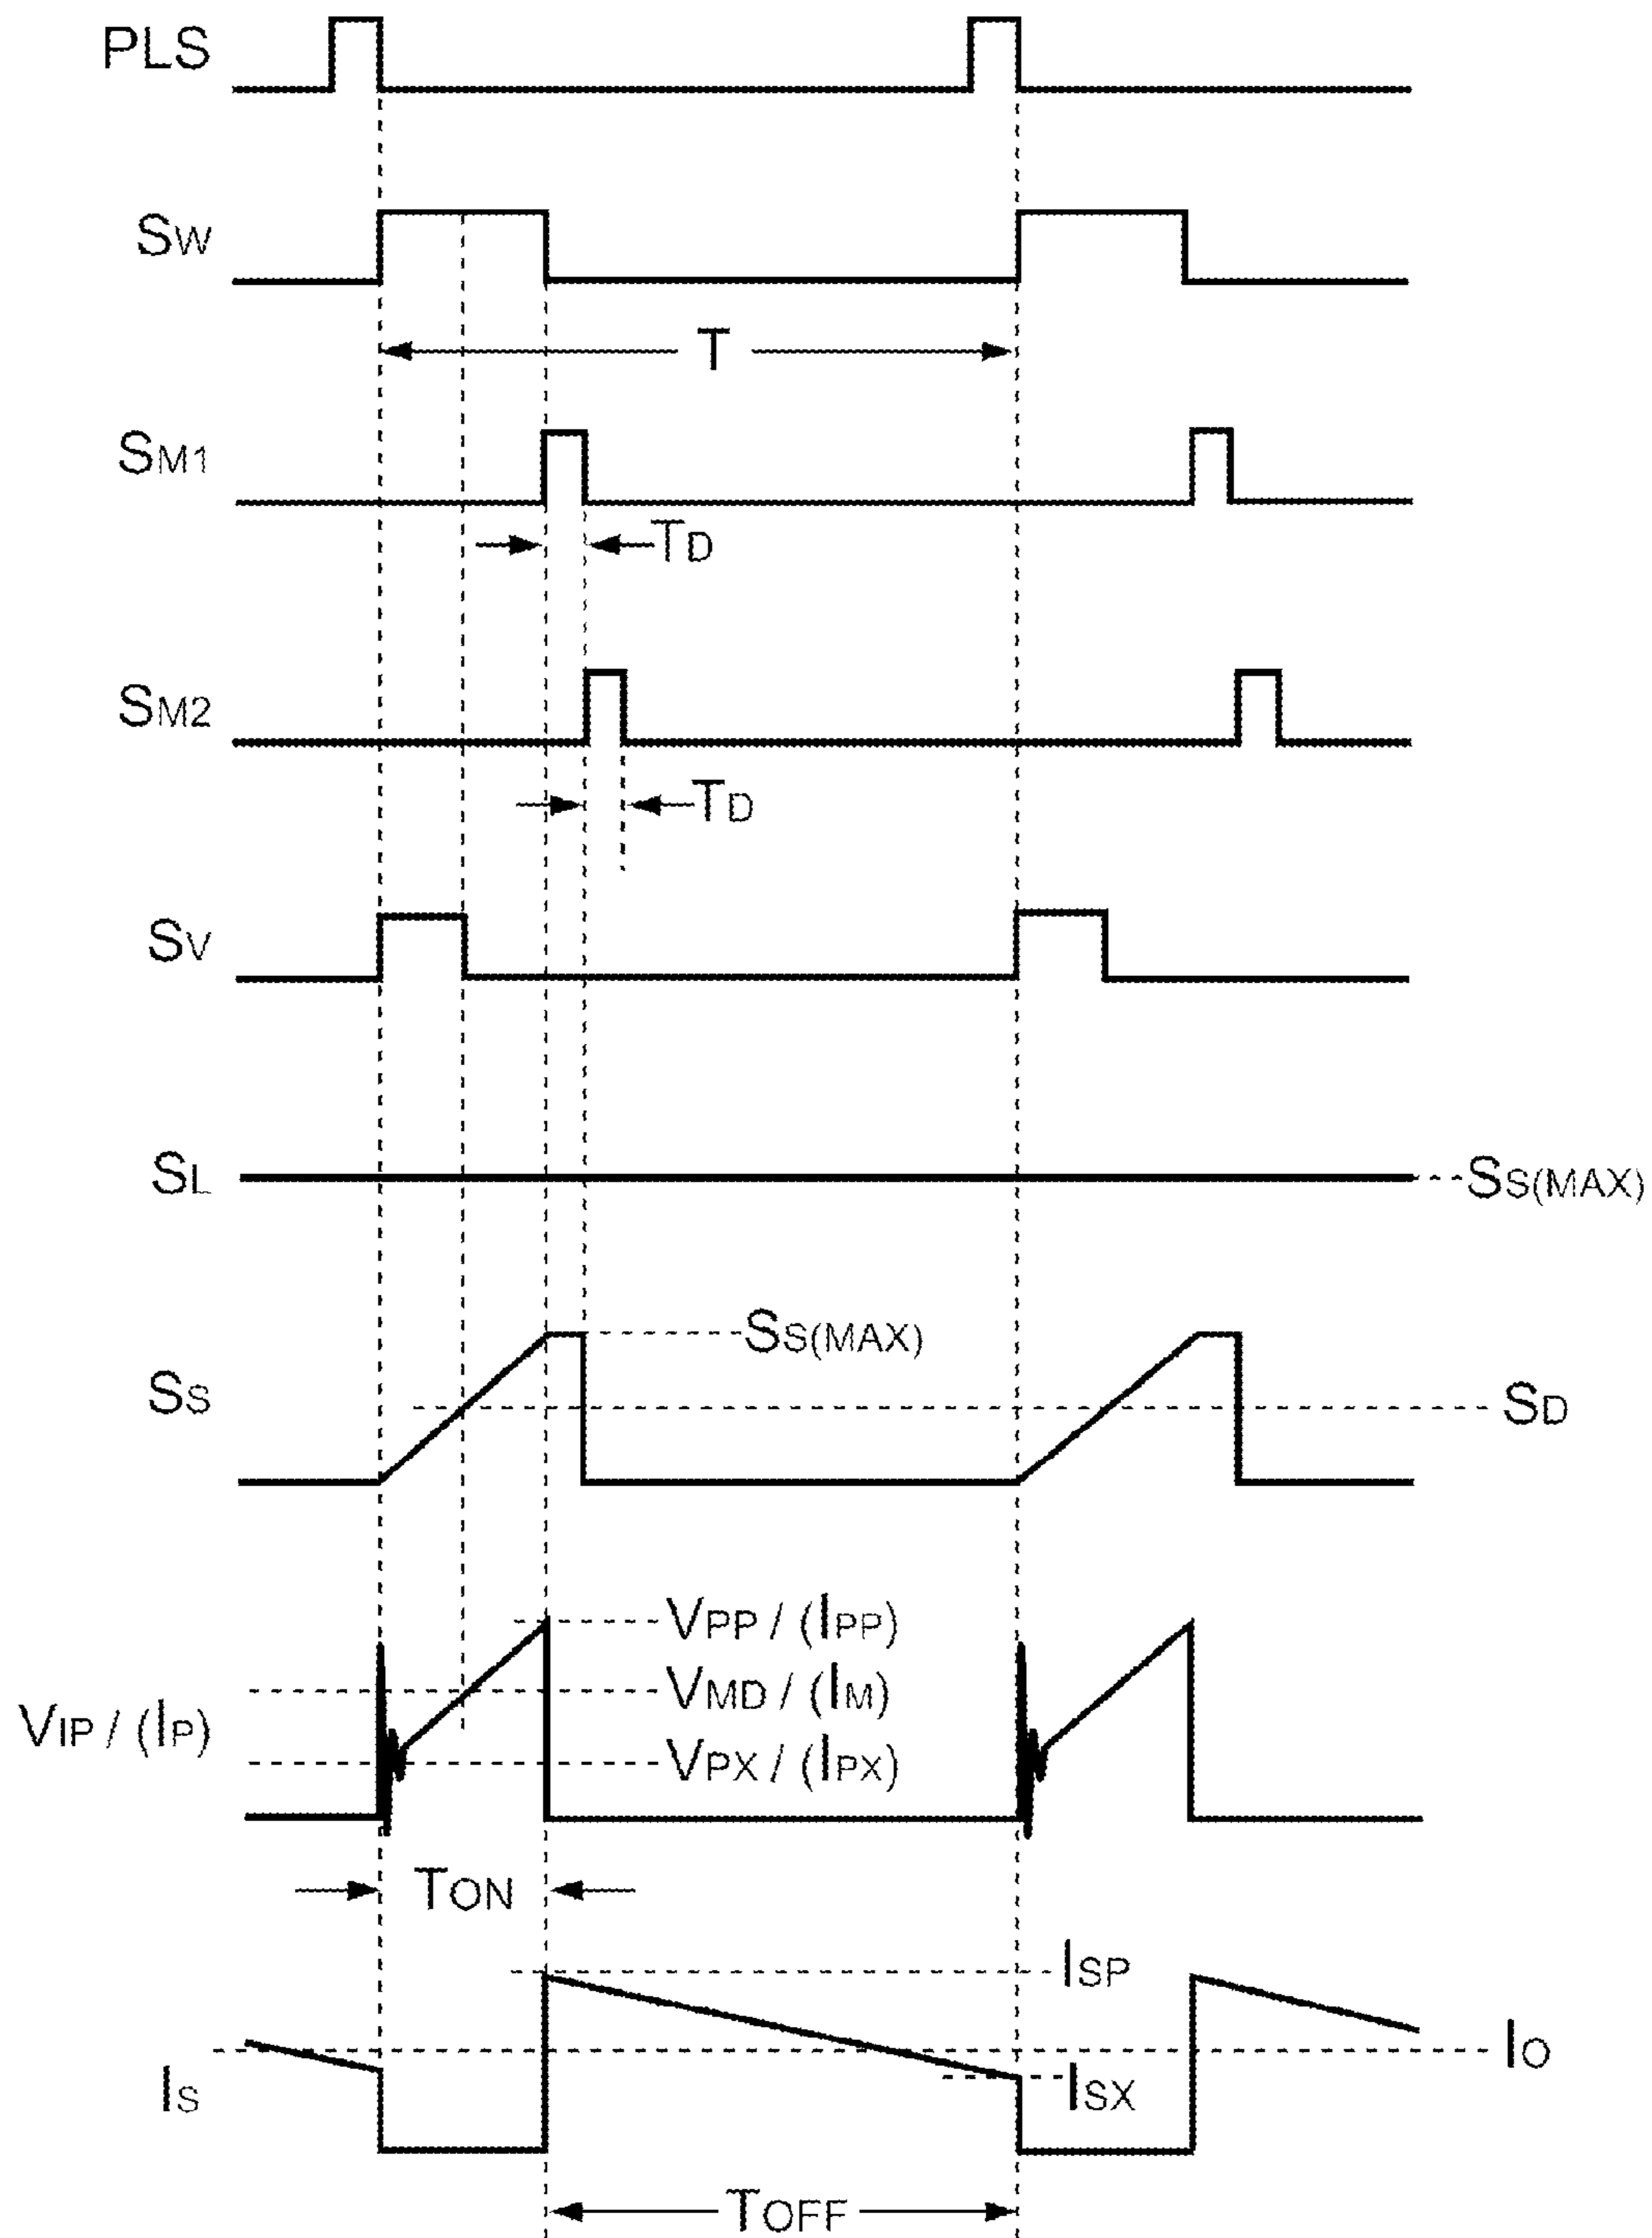 PLS
SW
T
SM1
TD
SM2
TD
SV
SL
SS(MAX)
SS(MAX)
SS
SD
VPP / (IPP)
VMD / (IM)
VIP / (IP)
VPX / (IPX)
TON
ISP
IO
IS
ISX
TOFF